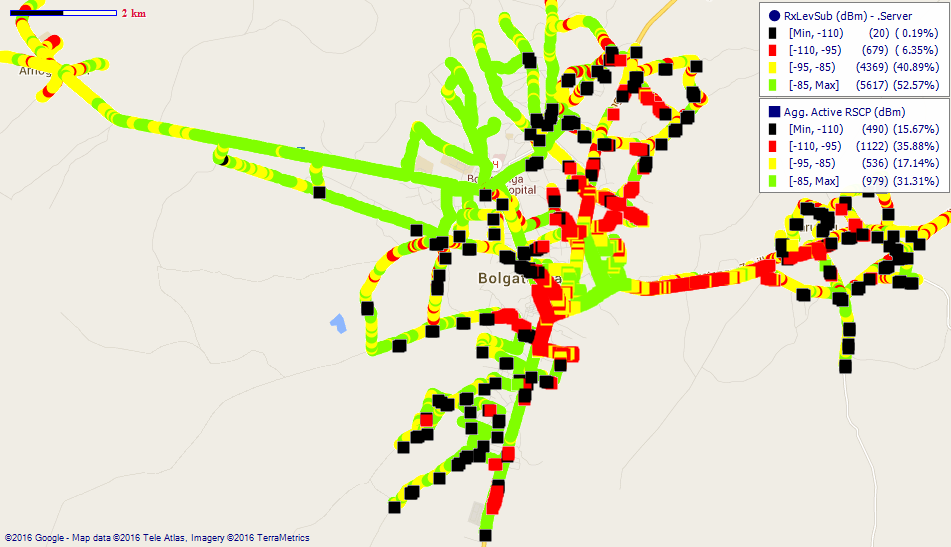 2 km
RxLevSub (dBm) - .Server
[Min, -110) (20) ( 0.19%)
[-110, -95) (679) ( 6.35%)
[-95, -85) (4369) (40.89%)
[-85, Max] (5617) (52.57%)
Agg. Active RSCP (dBm)
[Min, -110) (490) (15.67%)
[-110, -95) (1122) (35.88%)
[-95, -85) (536) (17.14%)
[-85, Max] (979) (31.31%)
H
©2016 Google - Map data ©2016 Tele Atlas, Imagery ©2016 TerraMetrics